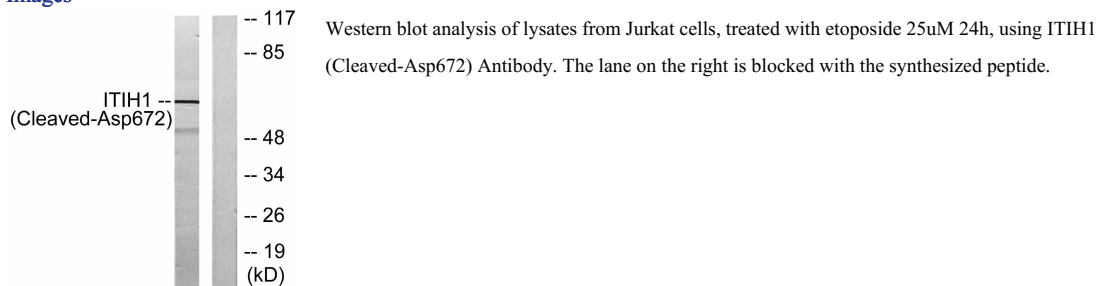 Images
-- 117
-- 85
ITIH1 --
(Cleaved-Asp672)
-- 48
-- 34
-- 26
-- 19
(kD)
Western blot analysis of lysates from Jurkat cells, treated with etoposide 25uM 24h, using ITIH1
(Cleaved-Asp672) Antibody. The lane on the right is blocked with the synthesized peptide.